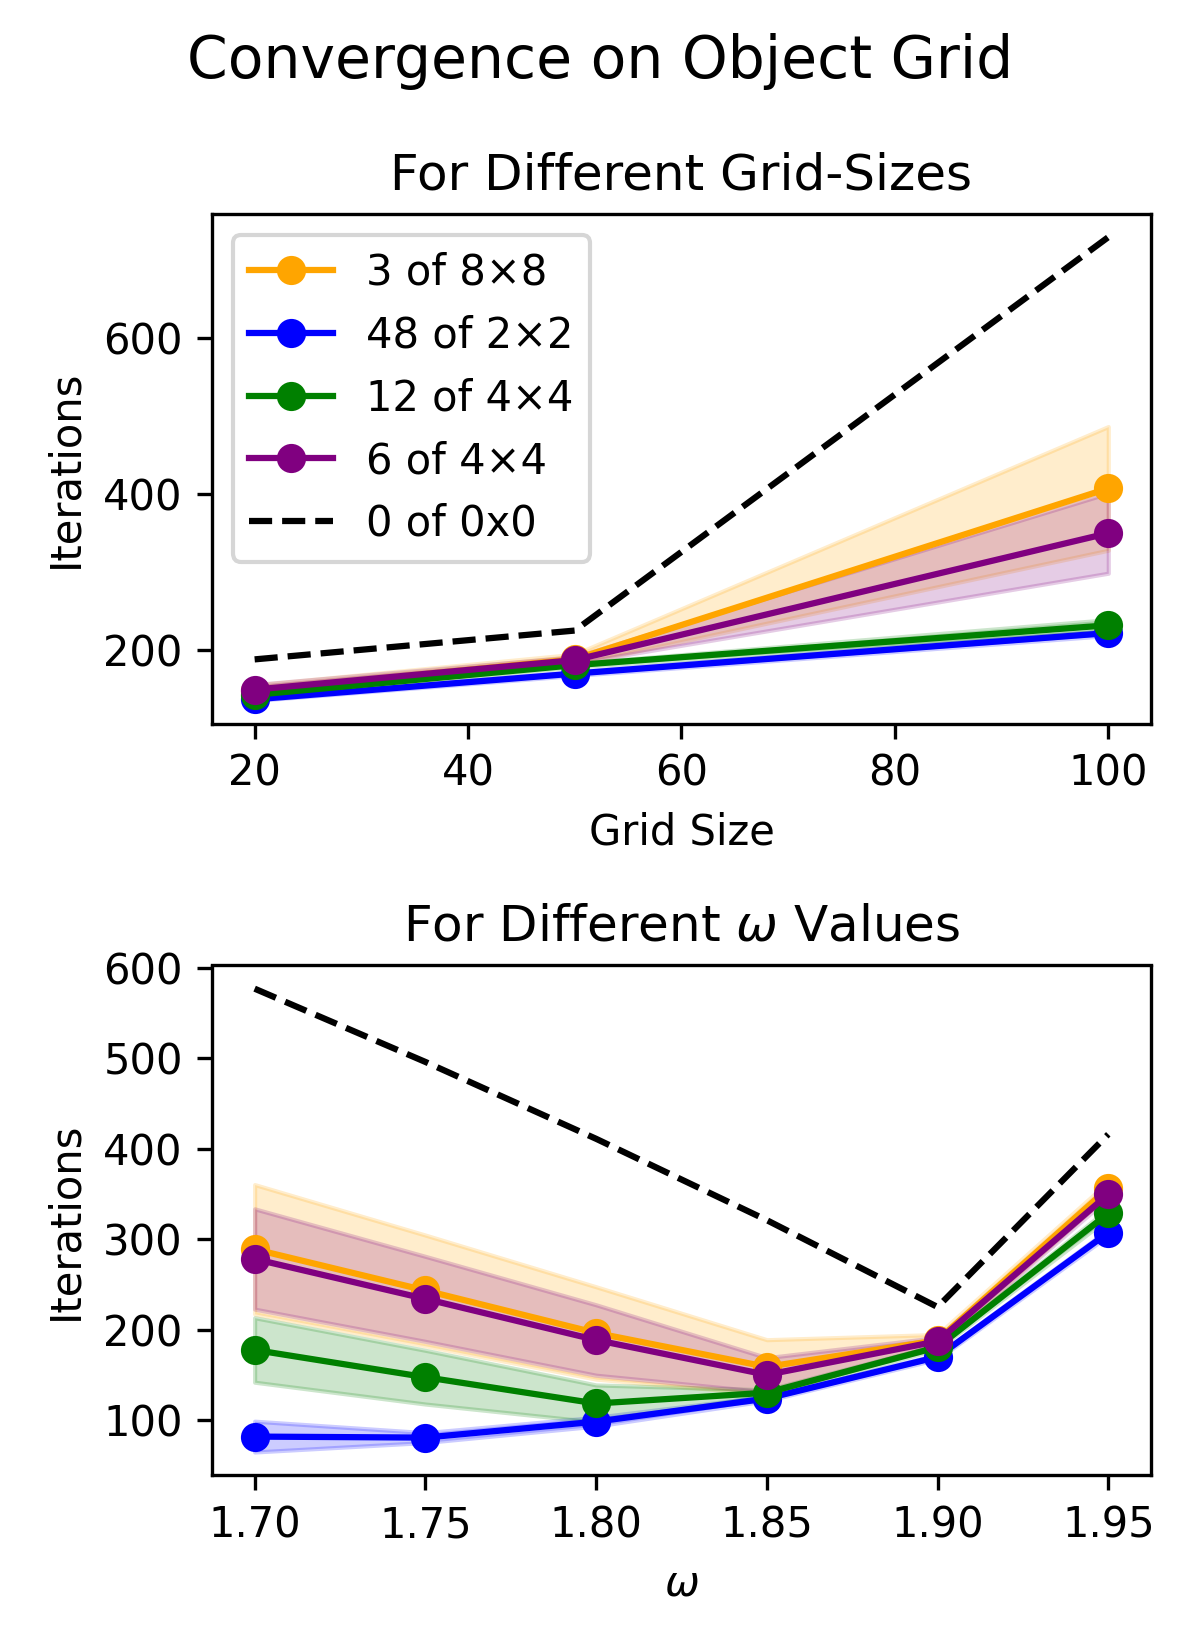 Convergence on Object Grid
For Different Grid-Sizes
3 of 8×8
48 of 2×2
12 of 4×4
6 of 4×4
0 of 0x0
600
400
200
Iterations
20 40 60 80 100
Grid Size
For Different ω Values
600
500
400
300
200
100
Iterations
1.70 1.75 1.80 1.85 1.90 1.95
ω